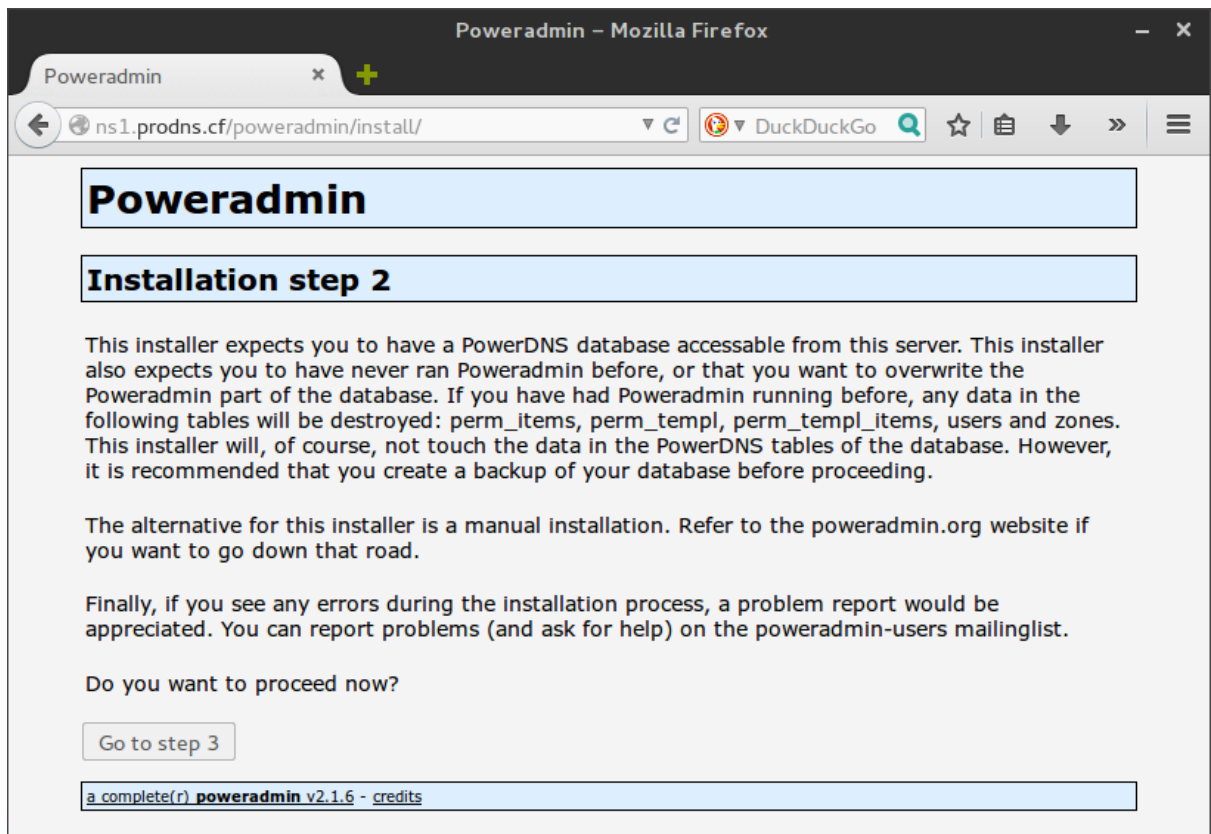 Poweradmin – Mozilla Firefox
Poweradmin
ns1.prodns.cf/poweradmin/install/
DuckDuckGo
Poweradmin
Installation step 2
This installer expects you to have a PowerDNS database accessable from this server. This installer
also expects you to have never ran Poweradmin before, or that you want to overwrite the
Poweradmin part of the database. If you have had Poweradmin running before, any data in the
following tables will be destroyed: perm_items, perm_templ, perm_templ_items, users and zones.
This installer will, of course, not touch the data in the PowerDNS tables of the database. However,
it is recommended that you create a backup of your database before proceeding.
The alternative for this installer is a manual installation. Refer to the poweradmin.org website if
you want to go down that road.
Finally, if you see any errors during the installation process, a problem report would be
appreciated. You can report problems (and ask for help) on the poweradmin-users mailinglist.
Do you want to proceed now?
Go to step 3
a complete(r) poweradmin v2.1.6 - credits